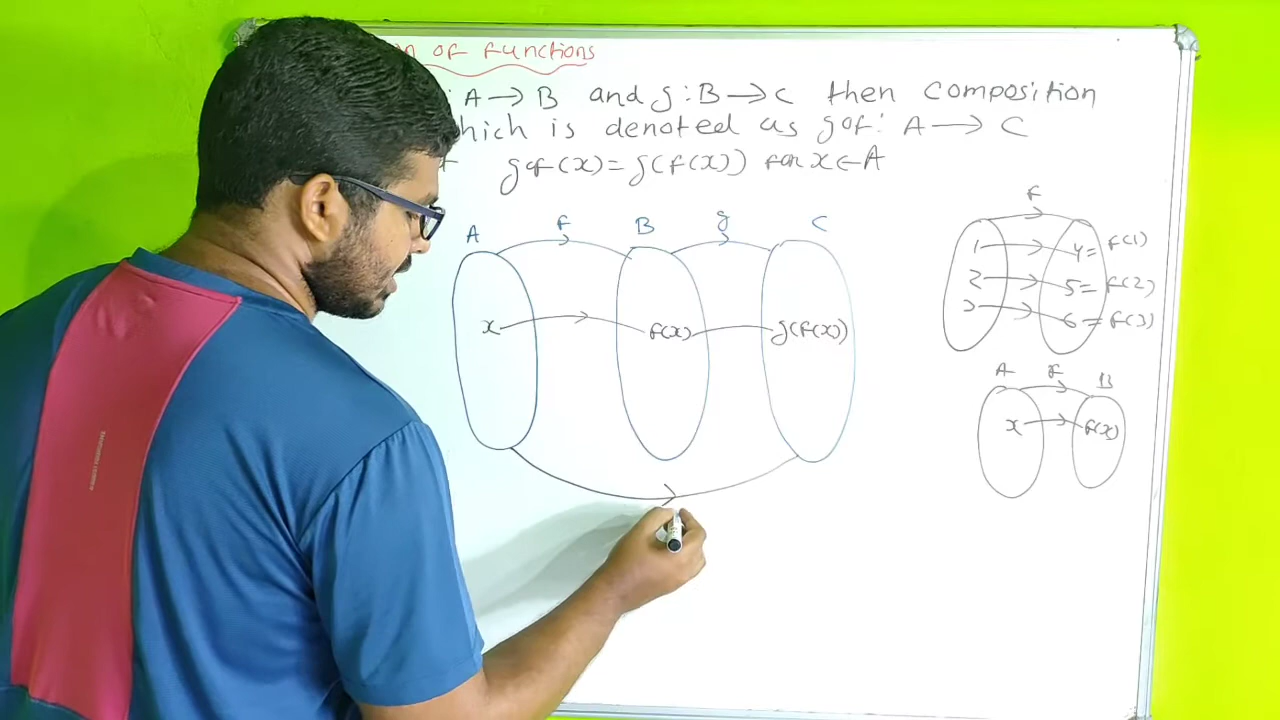 of functions
: A → B and g : B → C then composition
which is denoted as gof : A → C
gof(x) = g(f(x)) for x ∈ A
A f B g C
x f(x) g(f(x))
f
1 4 = f(1)
2 5 = f(2)
3 6 = f(3)
A f B
x f(x)